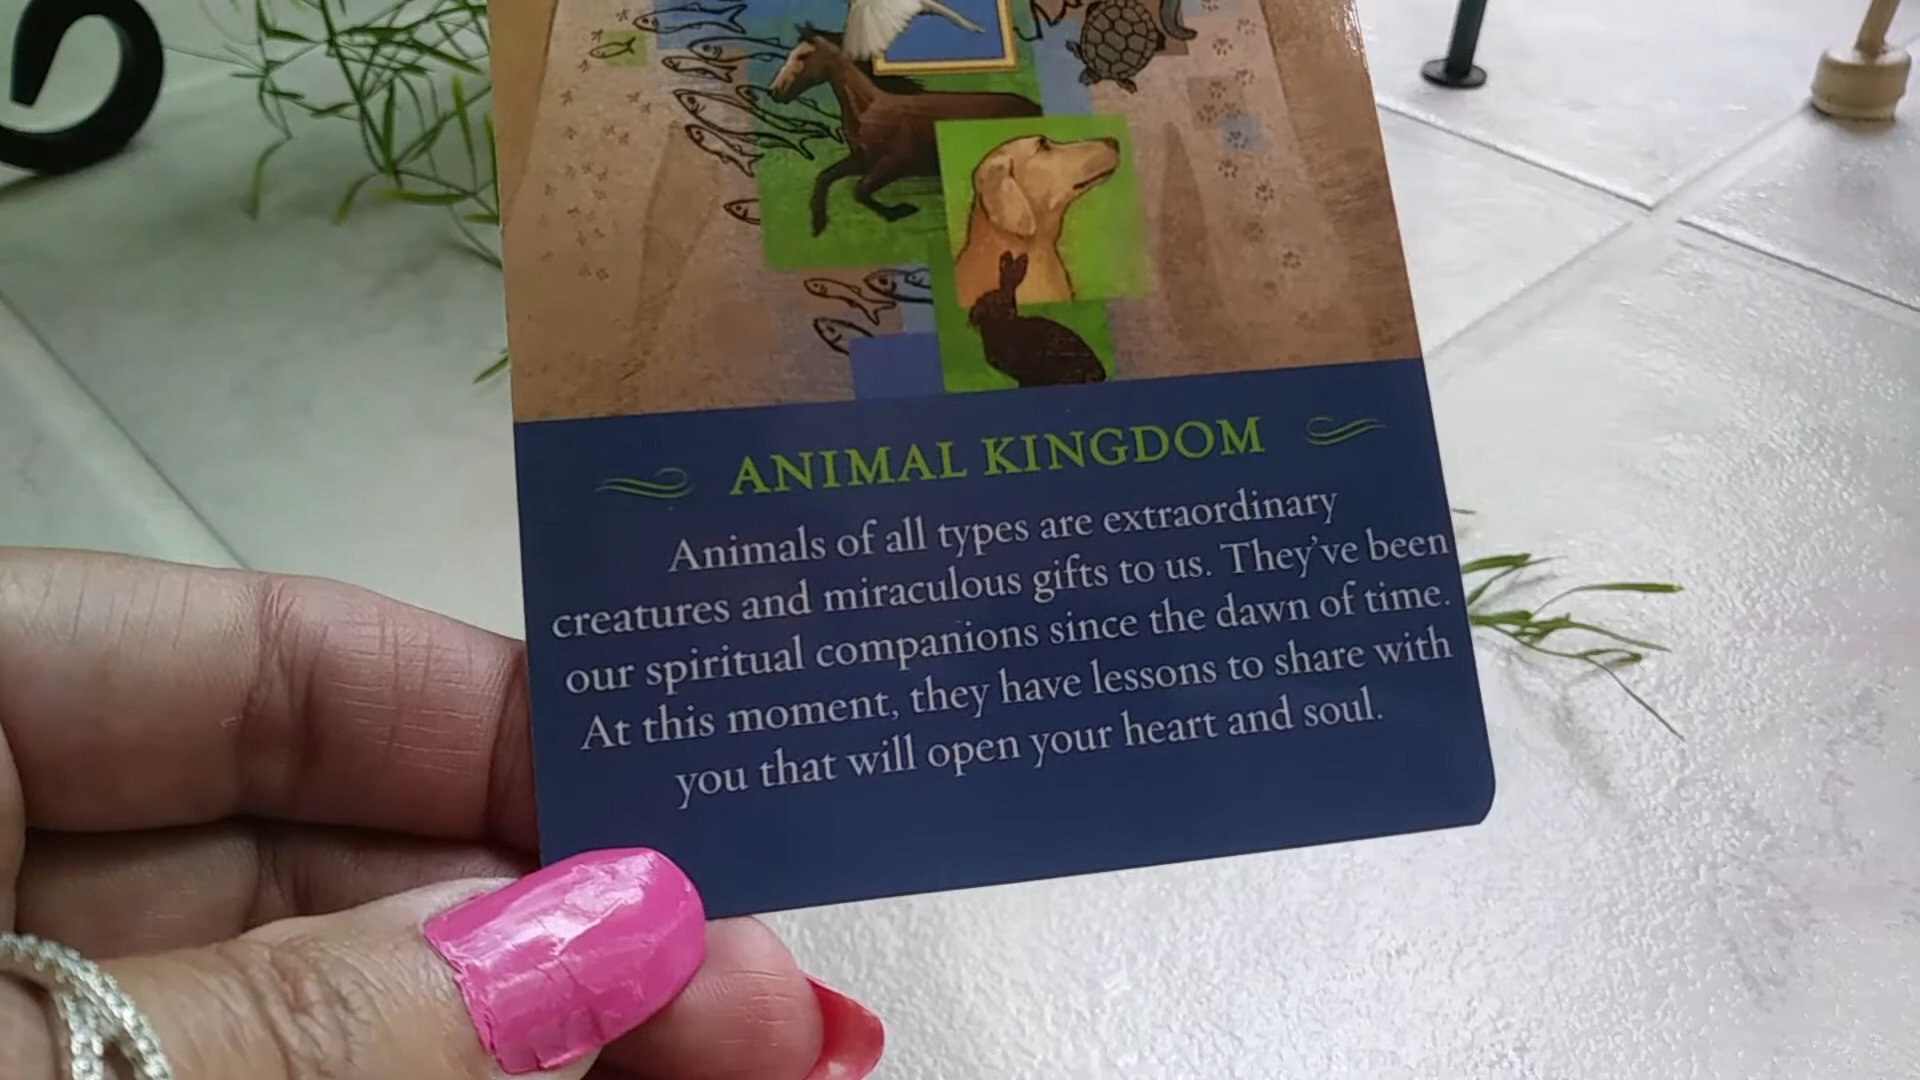 ANIMAL KINGDOM
Animals of all types are extraordinary
creatures and miraculous gifts to us. They've been
our spiritual companions since the dawn of time.
At this moment, they have lessons to share with
you that will open your heart and soul.